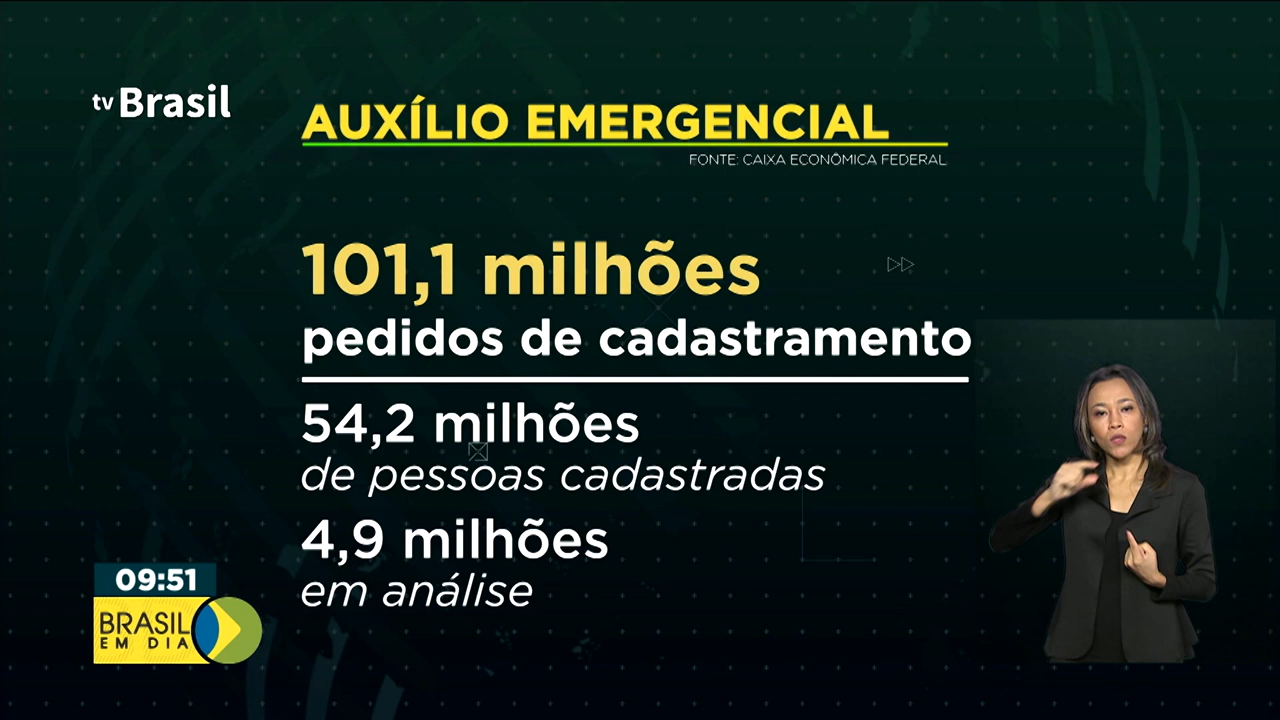 tv Brasil
AUXÍLIO EMERGENCIAL
FONTE: CAIXA ECONÔMICA FEDERAL
101,1 milhões
pedidos de cadastramento
54,2 milhões
de pessoas cadastradas
4,9 milhões
em análise
09:51
BRASIL
EM DIA